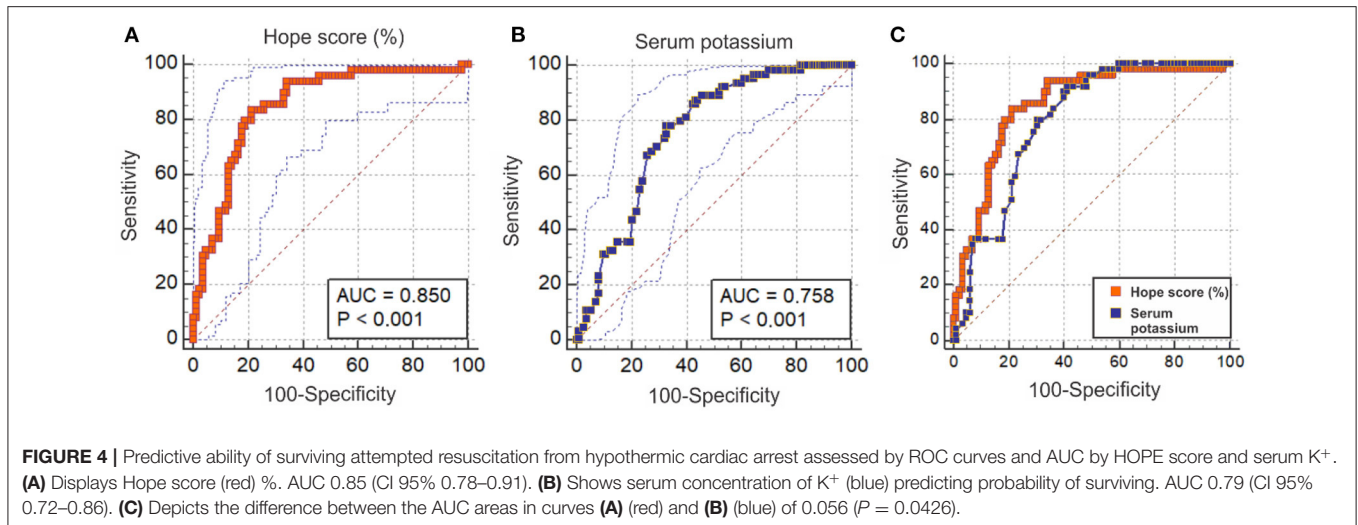 A
Hope score (%)
Sensitivity
100
80
60
40
20
0
AUC = 0.850
P < 0.001
0 20 40 60 80 100
100-Specificity
B
Serum potassium
Sensitivity
100
80
60
40
20
0
AUC = 0.758
P < 0.001
0 20 40 60 80 100
100-Specificity
C
Sensitivity
100
80
60
40
20
0
Hope score (%)
Serum
potassium
0 20 40 60 80 100
100-Specificity
FIGURE 4 | Predictive ability of surviving attempted resuscitation from hypothermic cardiac arrest assessed by ROC curves and AUC by HOPE score and serum K⁺.
(A) Displays Hope score (red) %. AUC 0.85 (CI 95% 0.78–0.91). (B) Shows serum concentration of K⁺ (blue) predicting probability of surviving. AUC 0.79 (CI 95%
0.72–0.86). (C) Depicts the difference between the AUC areas in curves (A) (red) and (B) (blue) of 0.056 (P = 0.0426).